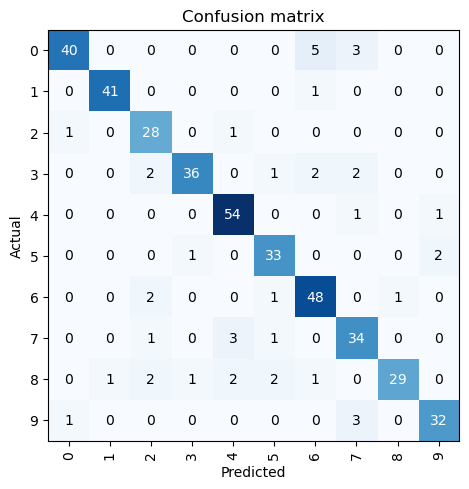 Confusion matrix
Actual
0 40 0 0 0 0 0 5 3 0 0
1 0 41 0 0 0 0 1 0 0 0
2 1 0 28 0 1 0 0 0 0 0
3 0 0 2 36 0 1 2 2 0 0
4 0 0 0 0 54 0 0 1 0 1
5 0 0 0 1 0 33 0 0 0 2
6 0 0 2 0 0 1 48 0 1 0
7 0 0 1 0 3 1 0 34 0 0
8 0 1 2 1 2 2 1 0 29 0
9 1 0 0 0 0 0 0 3 0 32
0 1 2 3 4 5 6 7 8 9
Predicted